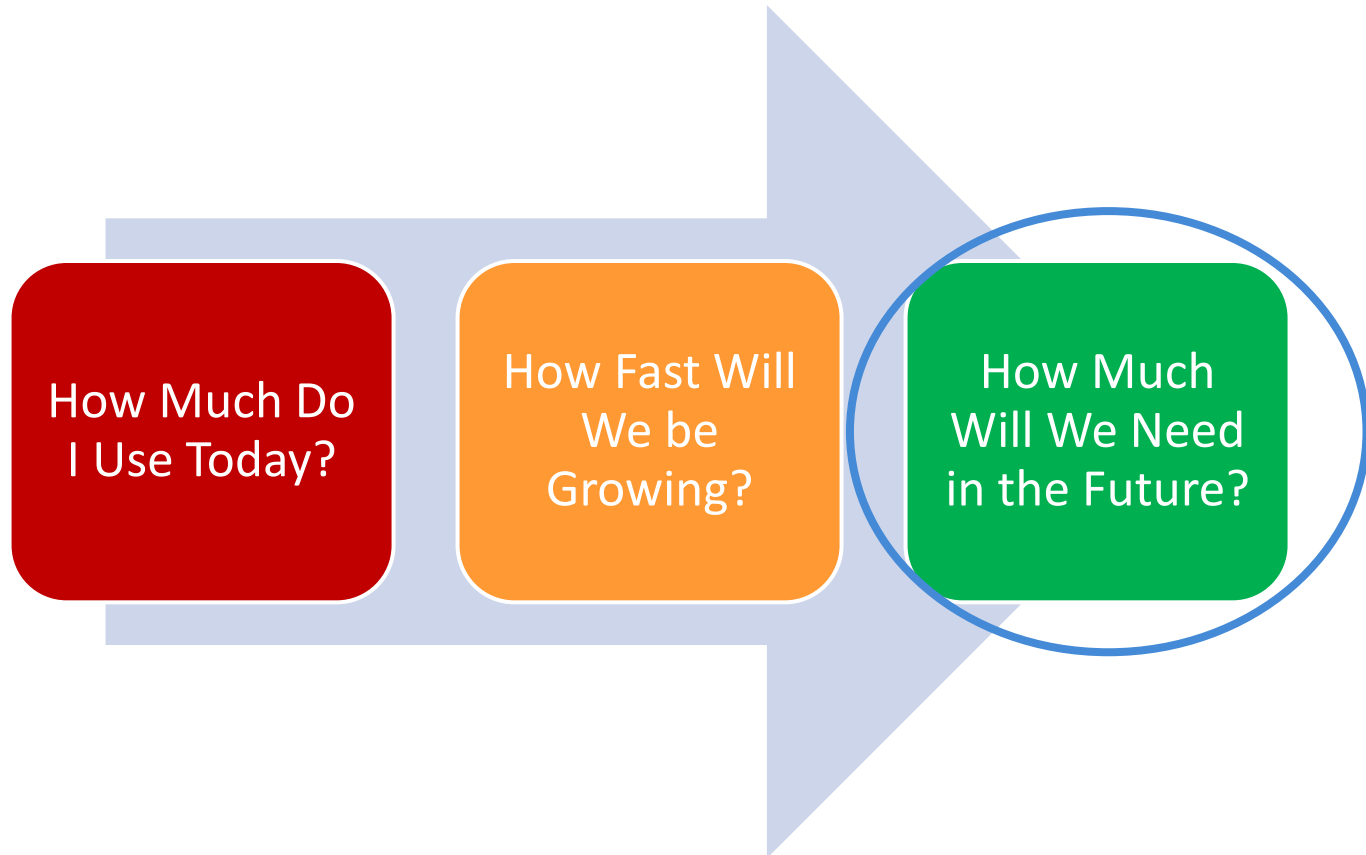 How Much Do
I Use Today?
How Fast Will
We be
Growing?
How Much
Will We Need
in the Future?